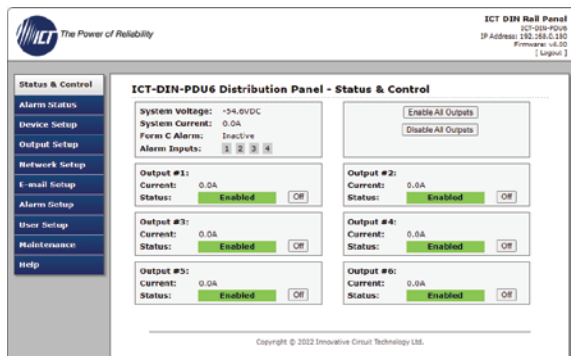 ICT The Power of Reliability
ICT DIN Rail Panel
ICT-DIN-PDU6
IP Address: 192.168.0.180
Firmware: v4.00
[ Logout ]
Status & Control
Alarm Status
Device Setup
Output Setup
Network Setup
E-mail Setup
Alarm Setup
User Setup
Maintenance
Help
ICT-DIN-PDU6 Distribution Panel - Status & Control
System Voltage: -54.6VDC
System Current: 0.0A
Form C Alarm: Inactive
Alarm Inputs: 1 2 3 4
Enable All Outputs
Disable All Outputs
Output #1:
Current: 0.0A
Status: Enabled Off
Output #2:
Current: 0.0A
Status: Enabled Off
Output #3:
Current: 0.0A
Status: Enabled Off
Output #4:
Current: 0.0A
Status: Enabled Off
Output #5:
Current: 0.0A
Status: Enabled Off
Output #6:
Current: 0.0A
Status: Enabled Off
Copyright © 2022 Innovative Circuit Technology Ltd.